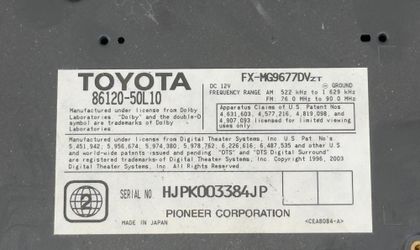 TOYOTA
86120-50L10
FX-MG9677DVZT
DC 12V ⊖ GROUND
FREQUENCY RANGE AM 522 kHz to 1 629 kHz
FM 76.0 MHz to 90.0 MHz
Manufactured under license from Dolby
Laboratories "Dolby" and the double-D
symbol are trademarks of Dolby
Laboratories.
Apparatus Claims of U.S. Patent Nos
4,631,603, 4,577,216, 4,819,098, and
4,907,093 licensed for limited viewing
uses only
Manufactured under license from Digital Theater Systems, Inc. U.S. Pat. No's.
5,451,942, 5,956,674, 5,974,380, 5,978,762, 6,226,616, 6,487,535 and other U.S
and world-wide patents issued and pending. "DTS" and "DTS Digital Surround"
are registered trademarks of Digital Theater Systems, Inc. Copyright 1996, 2003
Digital Theater Systems, Inc. All Rights Reserved.
2
SERIAL NO HJPK003384JP
PIONEER CORPORATION
MADE IN JAPAN
<CEA8084-A>